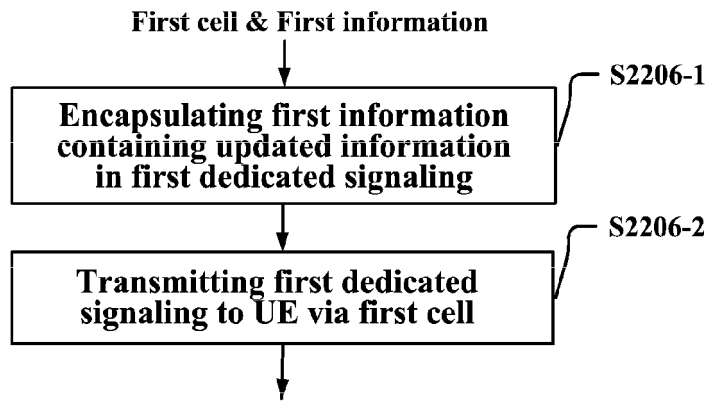 First cell & First information
S2206-1
Encapsulating first information
containing updated information
in first dedicated signaling
S2206-2
Transmitting first dedicated
signaling to UE via first cell